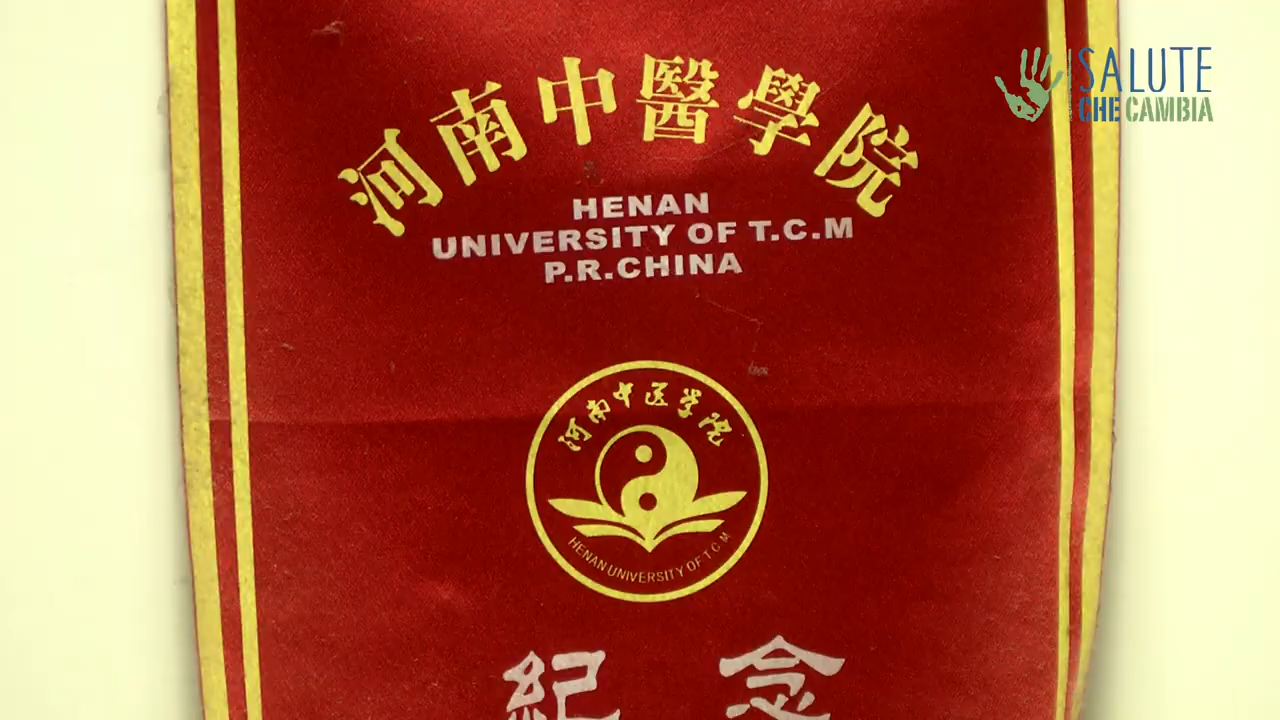 河南中醫學院
SALUTE
CHE CAMBIA
HENAN
UNIVERSITY OF T.C.M
P.R.CHINA
河南中医学院
HENAN UNIVERSITY OF T.C.M
紀念